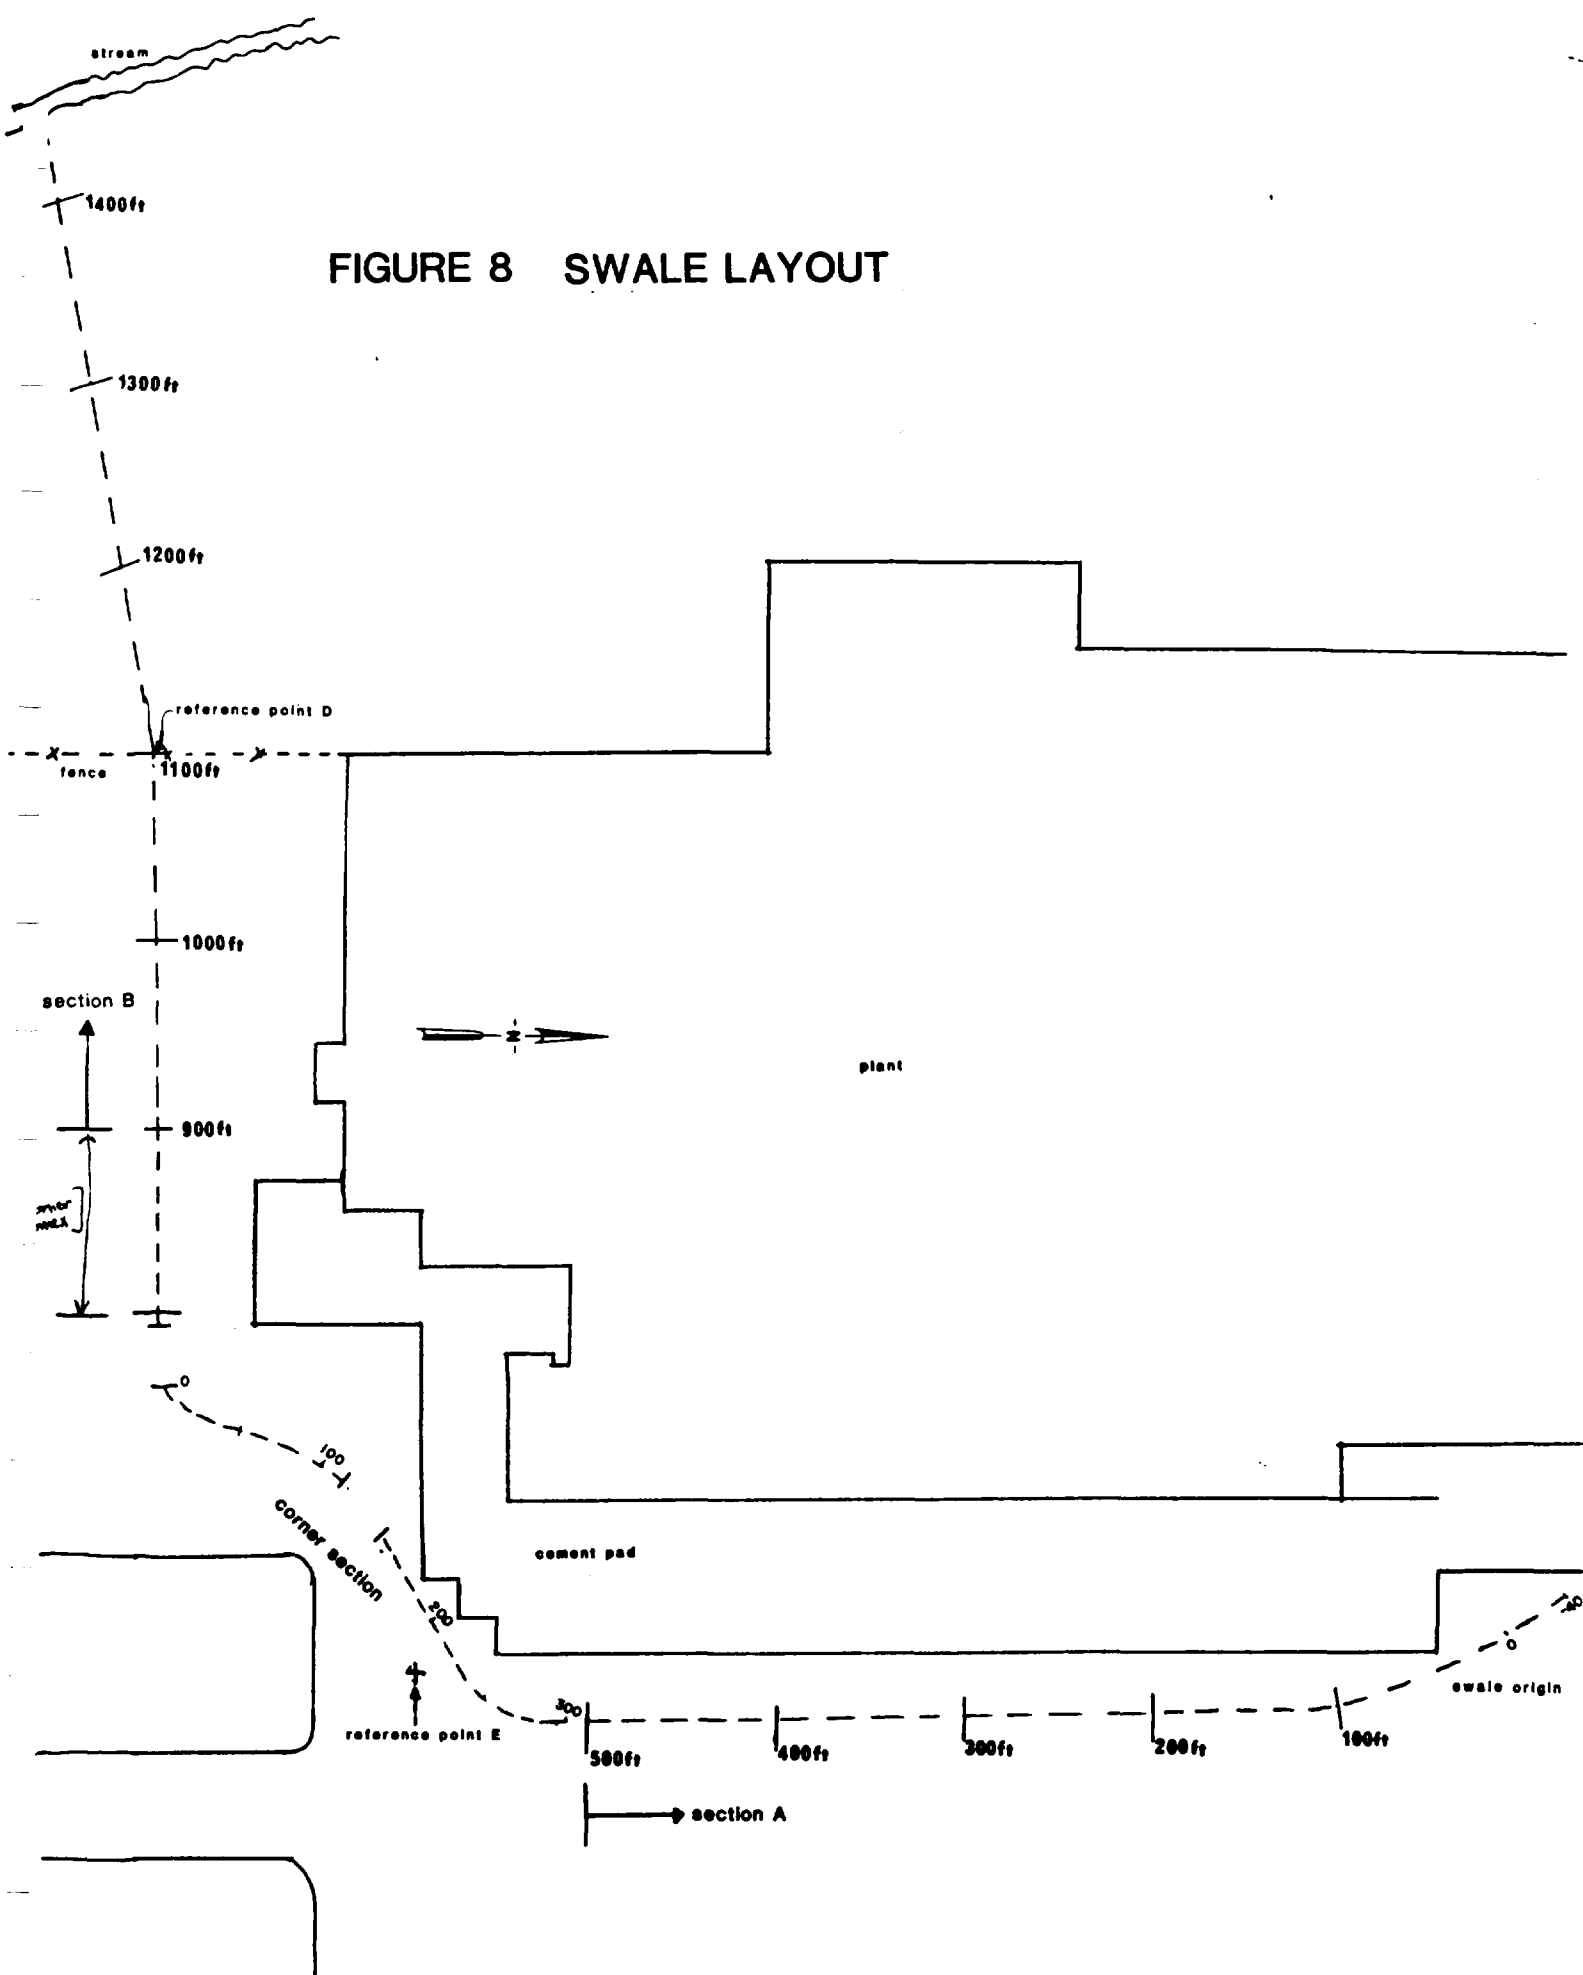 stream
1400ft
FIGURE 8 SWALE LAYOUT
1300ft
1200ft
reference point D
fence
1100ft
1000ft
section B
N
plant
900ft
0
100
corner section
cement pad
200
0
swale origin
300
reference point E
500ft
400ft
300ft
200ft
100ft
section A